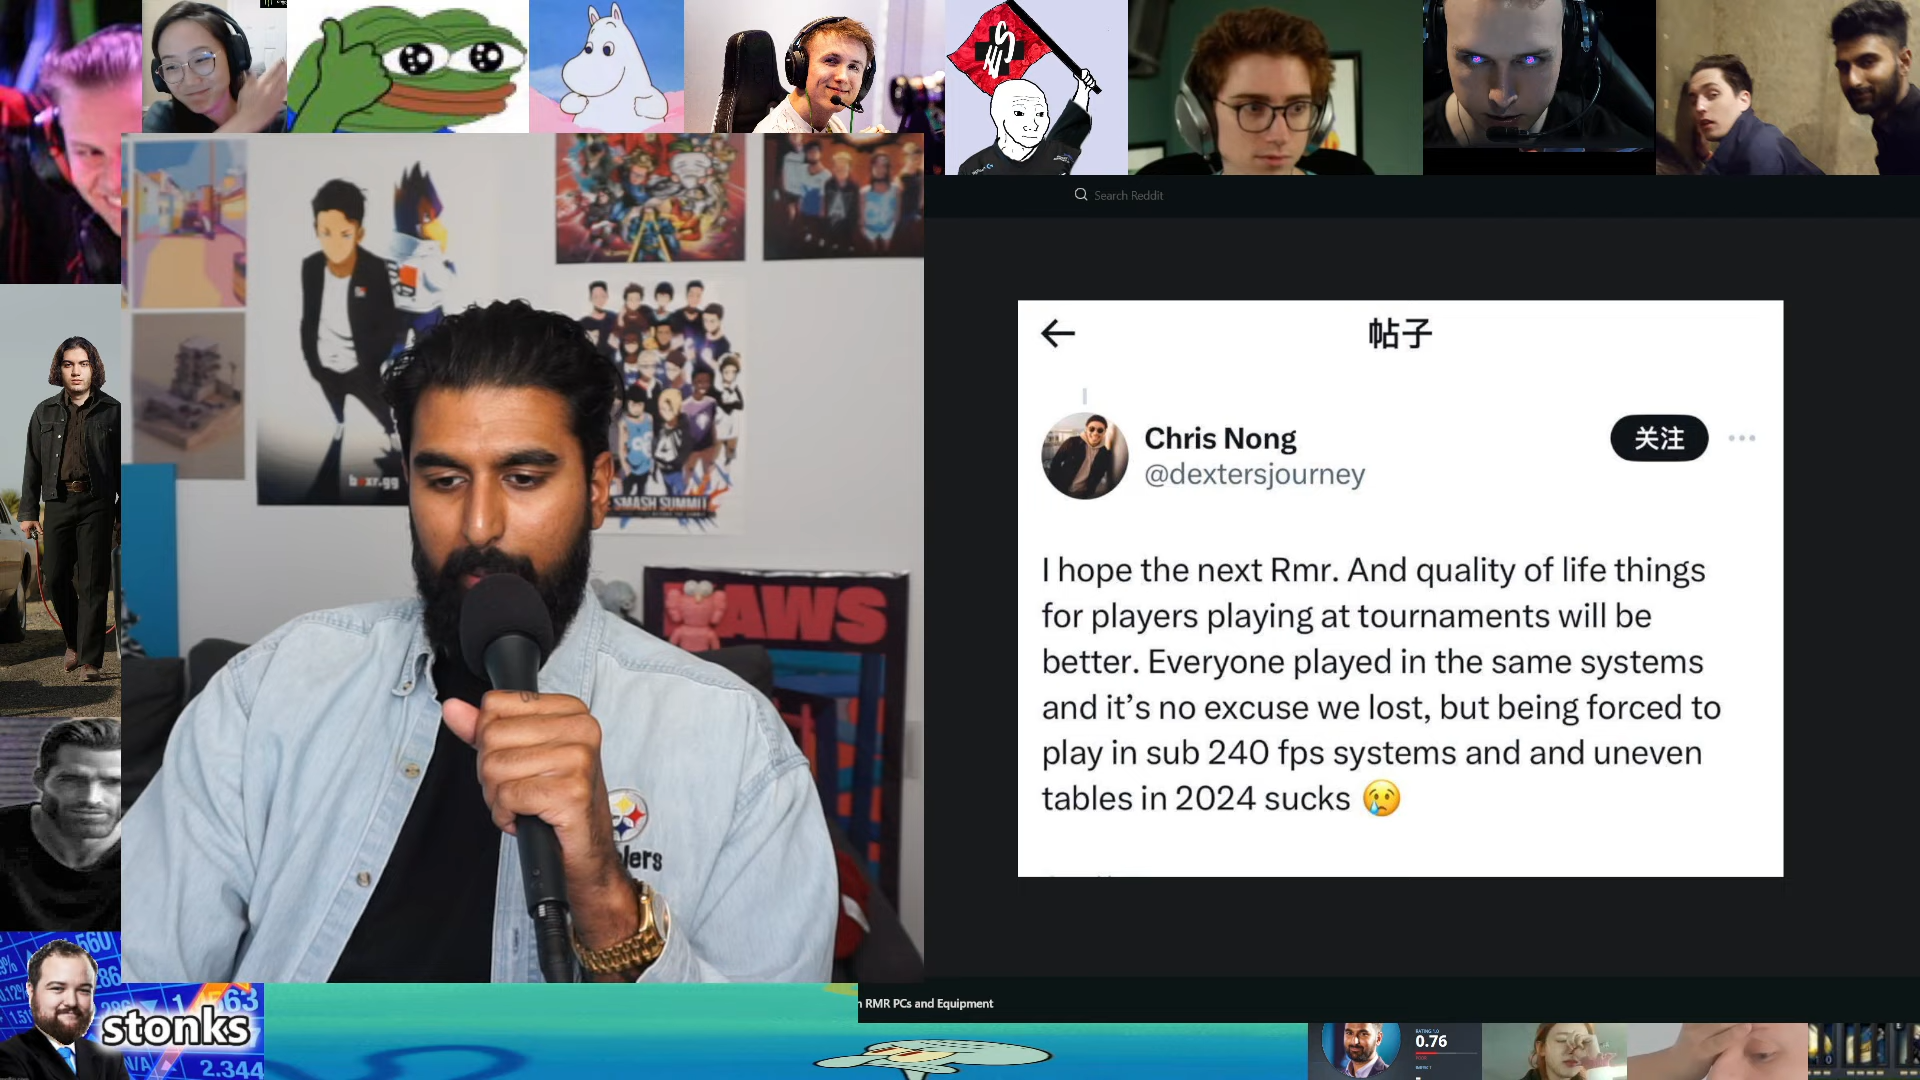 Search Reddit
帖子
Chris Nong
关注
@dextersjourney
I hope the next Rmr. And quality of life things
for players playing at tournaments will be
better. Everyone played in the same systems
and it’s no excuse we lost, but being forced to
play in sub 240 fps systems and and uneven
tables in 2024 sucks 😢
SMASH SUMMIT
AWS
lers
560
stonks
N/A
2.344
RMR PCs and Equipment
0.76